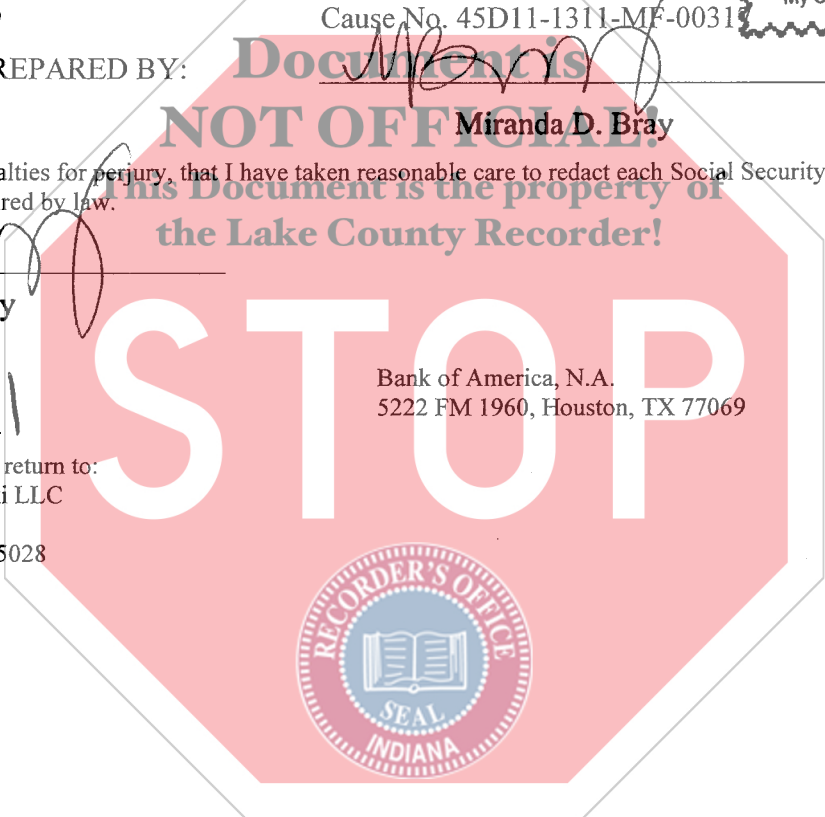 Cause No. 45D11-1311-MF-0031
My
REPARED BY:
Document is
NOT OFFICIAL!
Miranda D. Bray
alties for perjury, that I have taken reasonable care to redact each Social Security
This Document is the property of
red by law.
the Lake County Recorder!
y
STOP
Bank of America, N.A.
5222 FM 1960, Houston, TX 77069
return to:
i LLC
5028
RECORDER'S OFFICE
SEAL
INDIANA